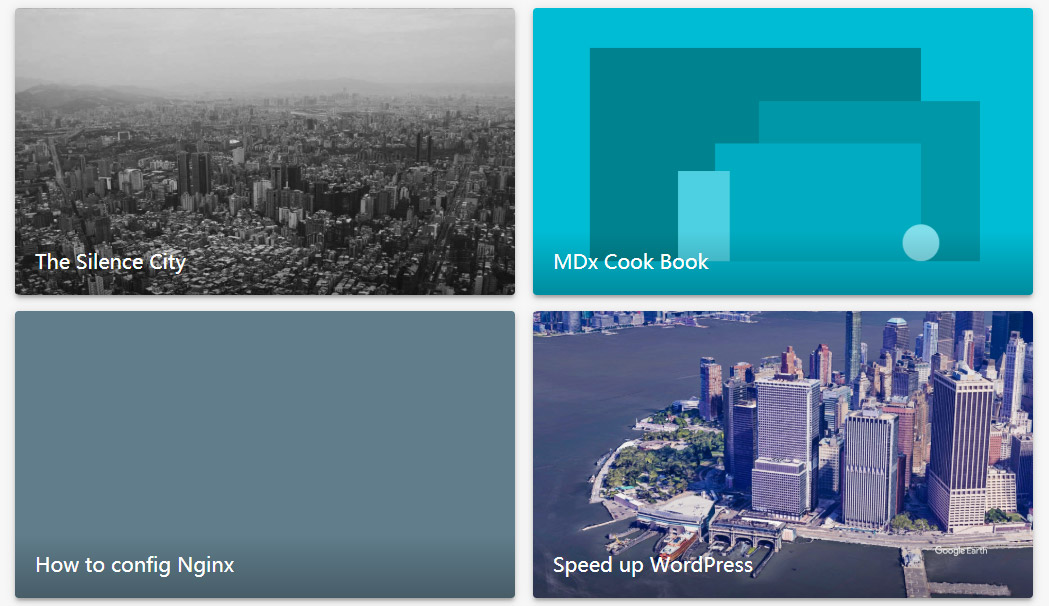 The Silence City
MDx Cook Book
How to config Nginx
Google Earth
Speed up WordPress